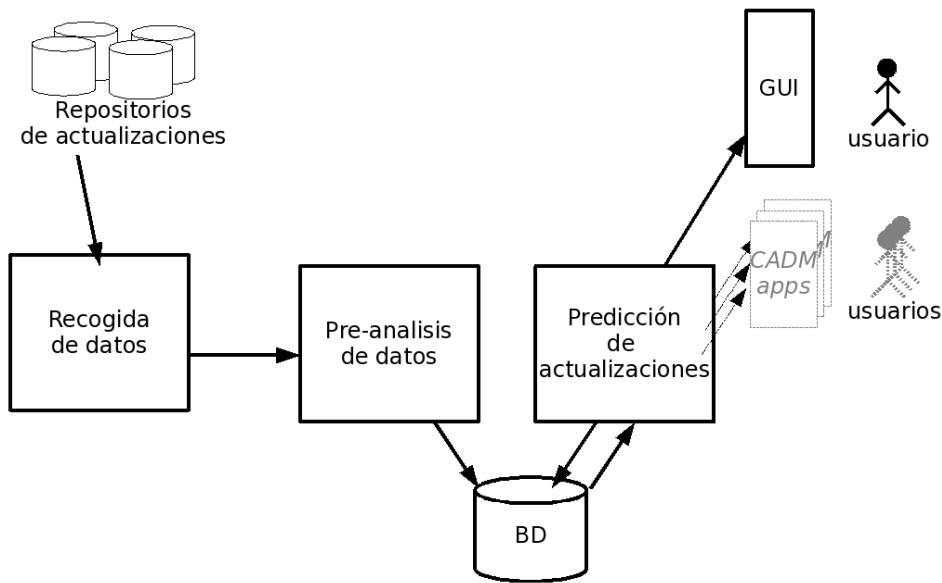 Repositorios
de actualizaciones
GUI
usuario
CADM
apps
usuarios
Recogida
de datos
Pre-analisis
de datos
Predicción
de
actualizaciones
BD